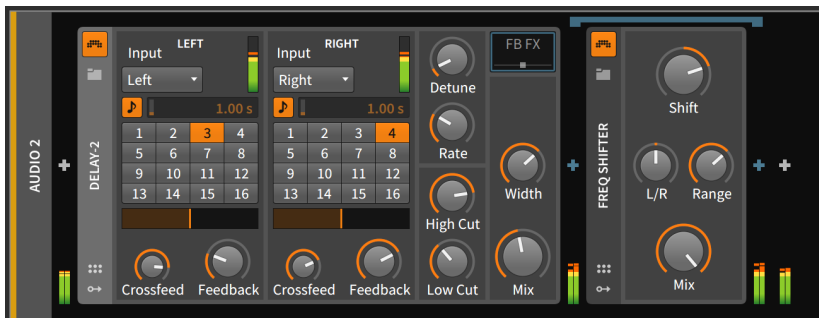 AUDIO 2
DELAY-2
LEFT
Input
Left
1.00 s
1 2 3 4
5 6 7 8
9 10 11 12
13 14 15 16
Crossfeed Feedback
RIGHT
Input
Right
1.00 s
1 2 3 4
5 6 7 8
9 10 11 12
13 14 15 16
Crossfeed Feedback
Detune
Rate
High Cut
Low Cut
FB FX
Width
Mix
FREQ SHIFTER
Shift
L/R Range
Mix